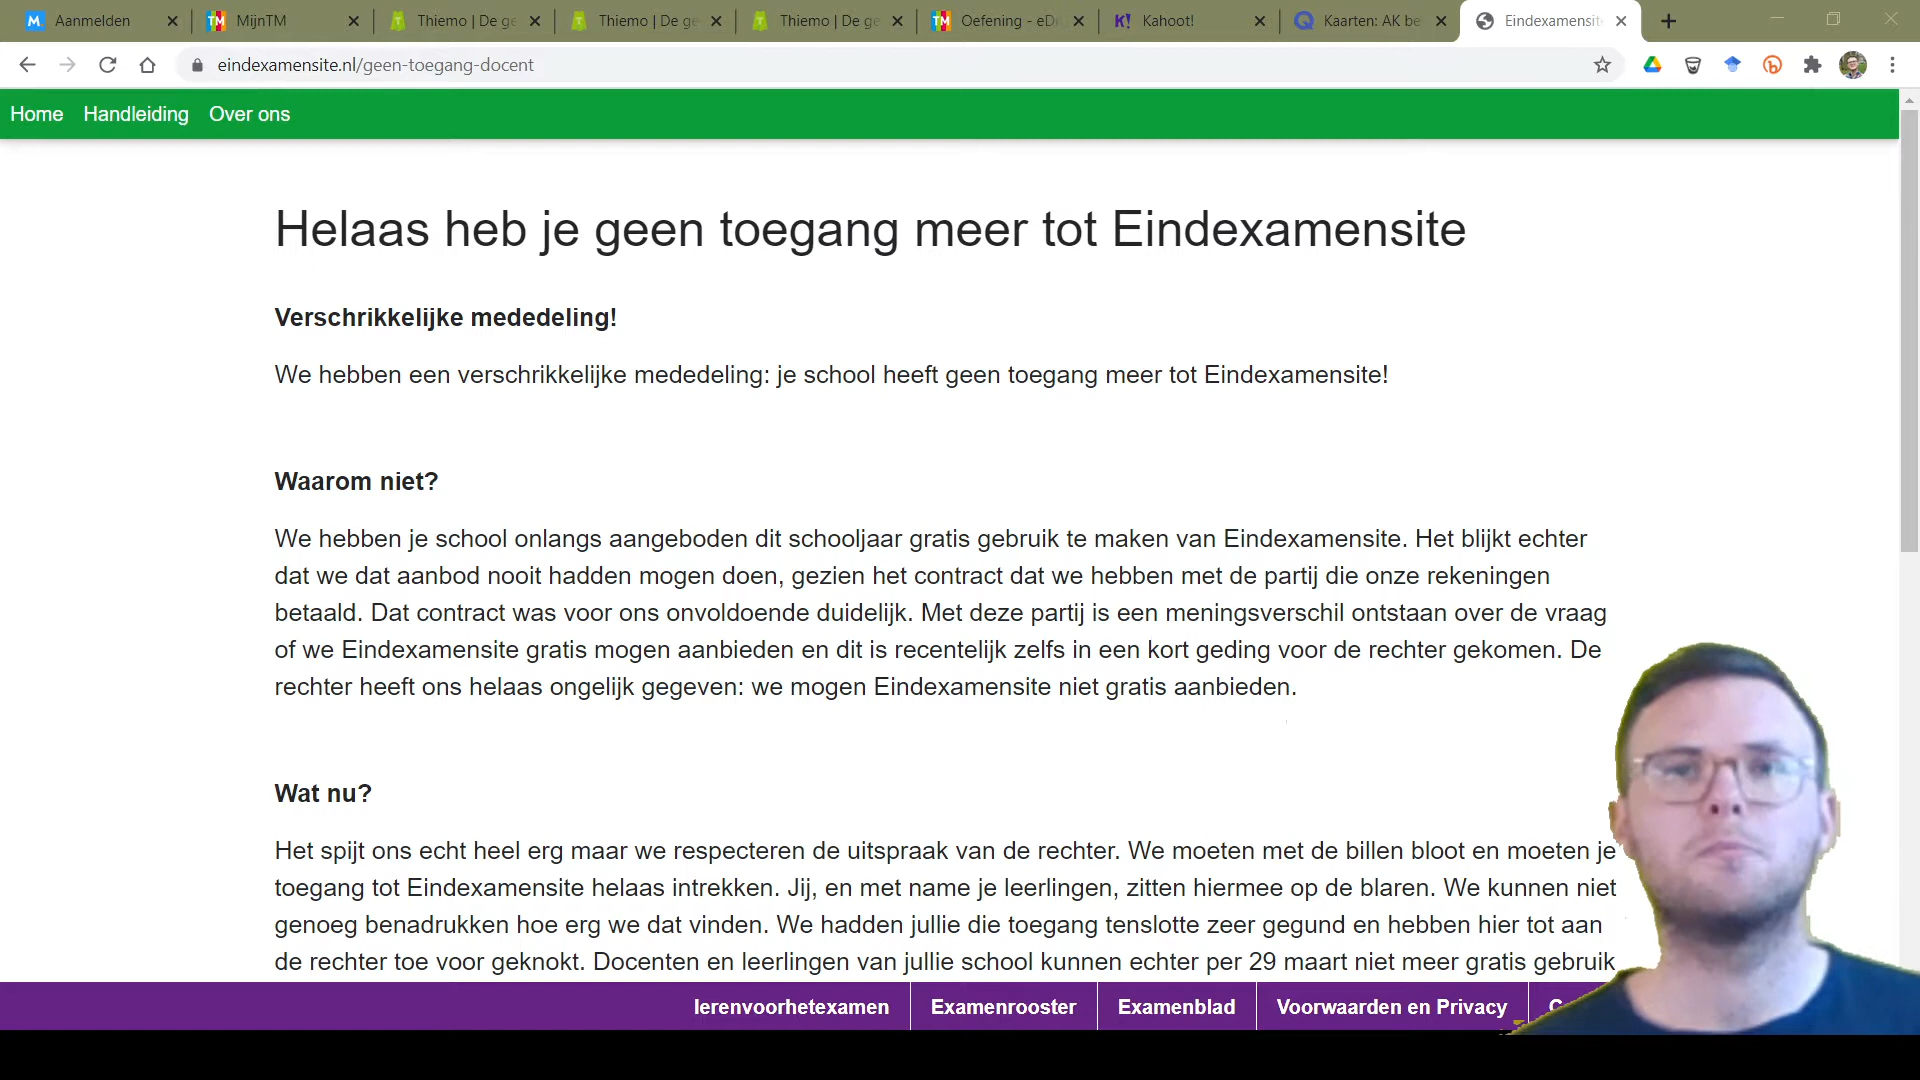 Aanmelden
MijnTM
Thiemo | De ge
Thiemo | De ge
Thiemo | De ge
Oefening - eDi
Kahoot!
Kaarten: AK be
Eindexamensit
eindexamensite.nl/geen-toegang-docent
Home Handleiding Over ons
Helaas heb je geen toegang meer tot Eindexamensite
Verschrikkelijke mededeling!
We hebben een verschrikkelijke mededeling: je school heeft geen toegang meer tot Eindexamensite!
Waarom niet?
We hebben je school onlangs aangeboden dit schooljaar gratis gebruik te maken van Eindexamensite. Het blijkt echter
dat we dat aanbod nooit hadden mogen doen, gezien het contract dat we hebben met de partij die onze rekeningen
betaald. Dat contract was voor ons onvoldoende duidelijk. Met deze partij is een meningsverschil ontstaan over de vraag
of we Eindexamensite gratis mogen aanbieden en dit is recentelijk zelfs in een kort geding voor de rechter gekomen. De
rechter heeft ons helaas ongelijk gegeven: we mogen Eindexamensite niet gratis aanbieden.
Wat nu?
Het spijt ons echt heel erg maar we respecteren de uitspraak van de rechter. We moeten met de billen bloot en moeten je
toegang tot Eindexamensite helaas intrekken. Jij, en met name je leerlingen, zitten hiermee op de blaren. We kunnen niet
genoeg benadrukken hoe erg we dat vinden. We hadden jullie die toegang tenslotte zeer gegund en hebben hier tot aan
de rechter toe voor geknokt. Docenten en leerlingen van jullie school kunnen echter per 29 maart niet meer gratis gebruik
lerenvoorhetexamen Examenrooster Examenblad Voorwaarden en Privacy